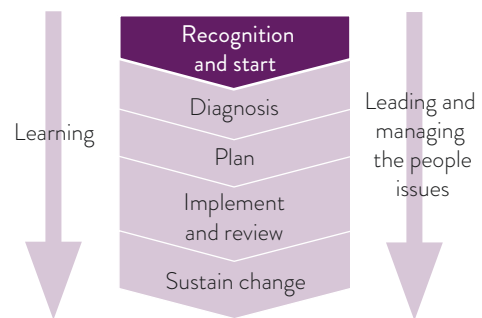 Recognition
and start
Diagnosis
Plan
Implement
and review
Sustain change
Learning
Leading and
managing
the people
issues